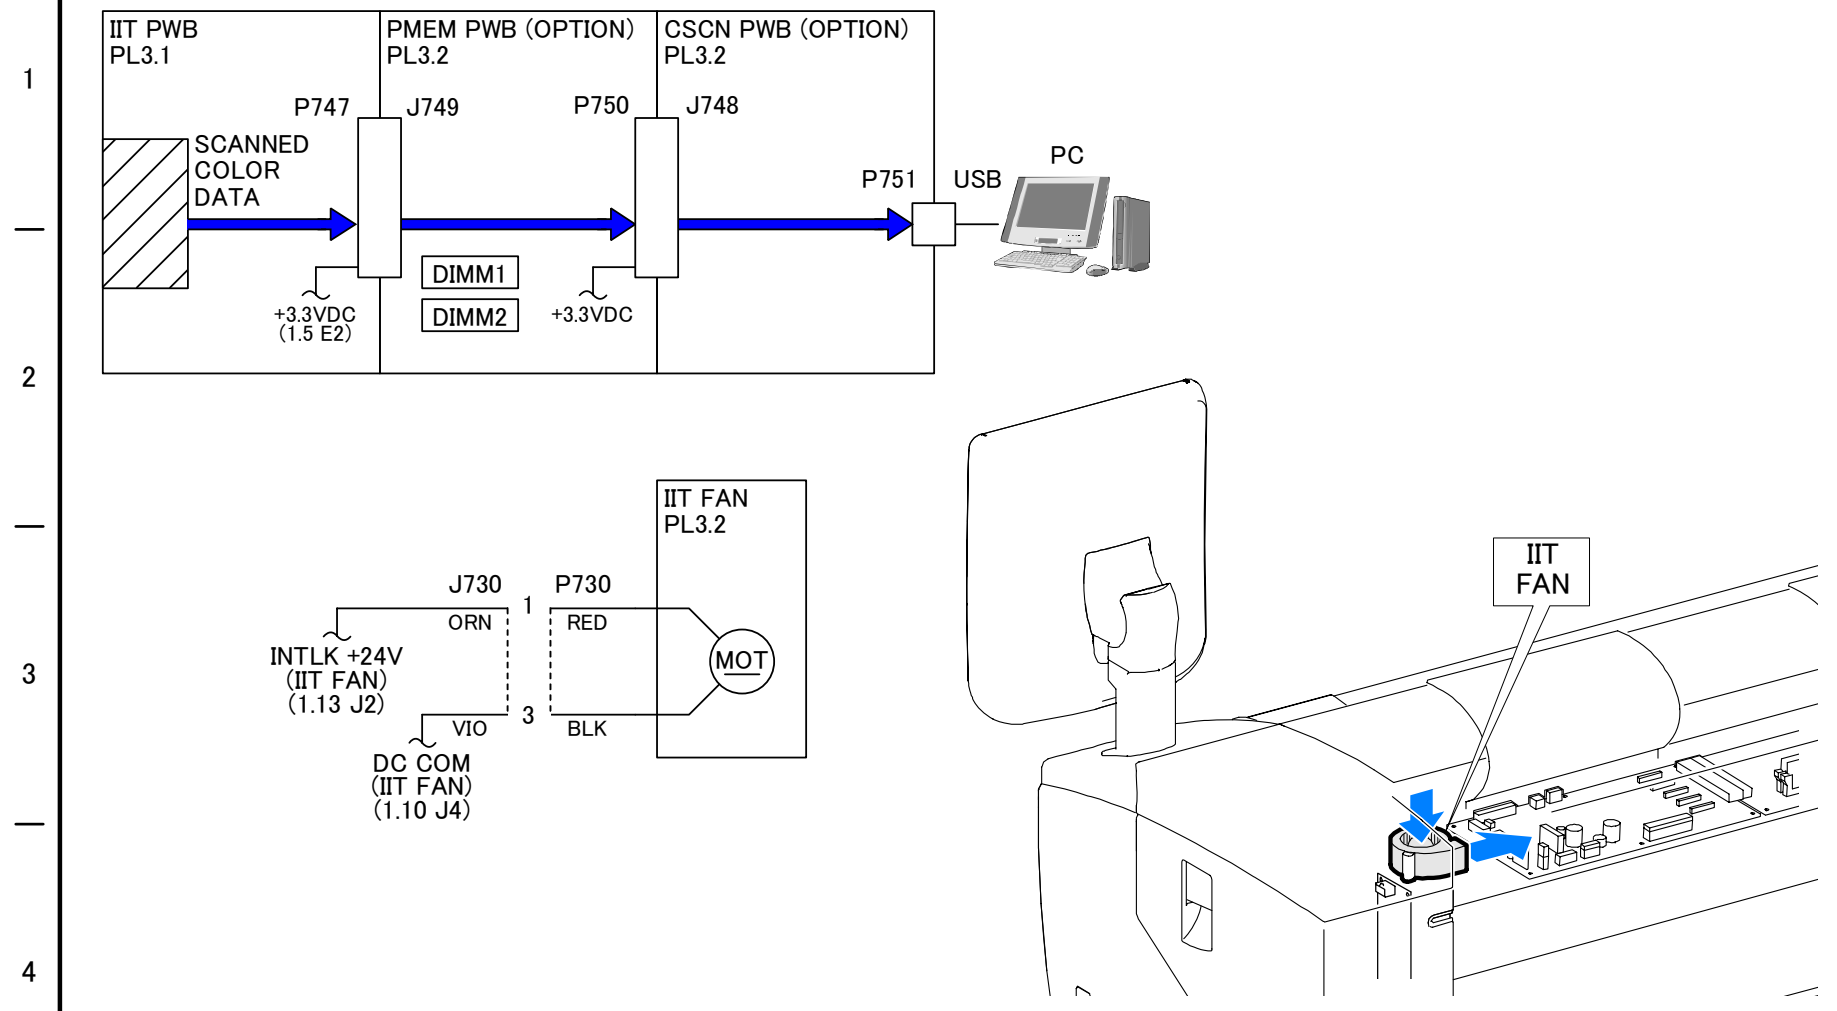 1
2
3
4
IIT PWB
PL3.1
PMEM PWB (OPTION)
PL3.2
CSCN PWB (OPTION)
PL3.2
P747
J749
P750
J748
SCANNED
COLOR
DATA
P751
USB
PC
DIMM1
DIMM2
+3.3VDC
(1.5 E2)
+3.3VDC
IIT FAN
PL3.2
J730
P730
1
ORN
RED
INTLK +24V
(IIT FAN)
(1.13 J2)
MOT
3
VIO
BLK
DC COM
(IIT FAN)
(1.10 J4)
IIT
FAN